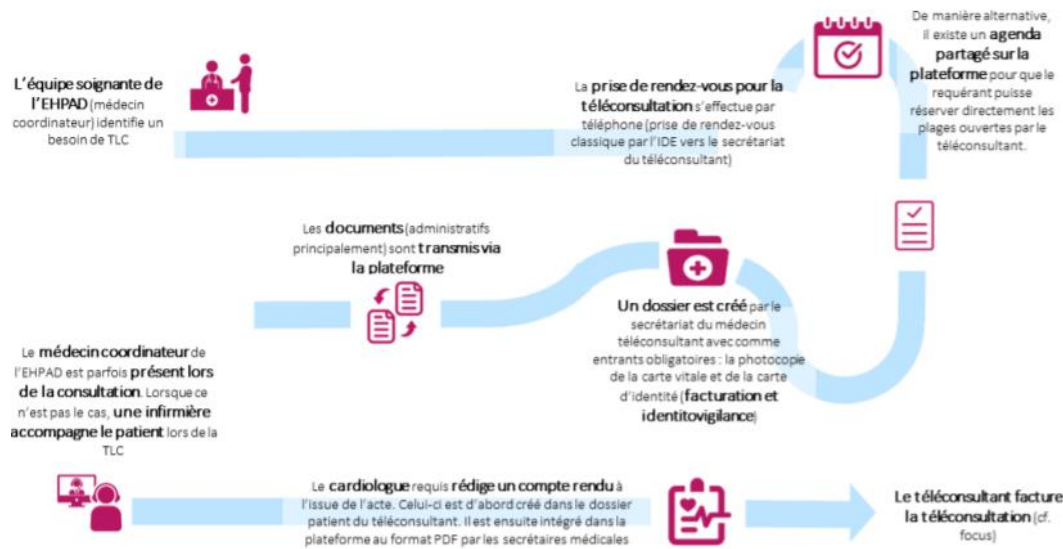 L'équipe soignante de
l'EHPAD (médecin
coordinateur) identifie un
besoin de TLC
La prise de rendez-vous pour la
téléconsultation s'effectue par
téléphone (prise de rendez-vous
classique par l'IDE vers le secrétariat
du téléconsultant)
De manière alternative,
il existe un agenda
partagé sur la
plateforme pour que le
requérant puisse
réserver directement les
plages ouvertes par le
téléconsultant.
Un dossier est créé par le
secrétariat du médecin
téléconsultant avec comme
entrants obligatoires : la photocopie
de la carte vitale et de la carte
d'identité (facturation et
identitovigilance)
Les documents (administratifs
principalement) sont transmis via
la plateforme
Le médecin coordinateur de
l'EHPAD est parfois présent lors
de la consultation. Lorsque ce
n'est pas le cas, une infirmière
accompagne le patient lors de la
TLC
Le cardiologue requis rédige un compte rendu à
l'issue de l'acte. Celui-ci est d'abord créé dans le dossier
patient du téléconsultant. Il est ensuite intégré dans la
plateforme au format PDF par les secrétaires médicales
Le téléconsultant facture
la téléconsultation (cf.
focus)